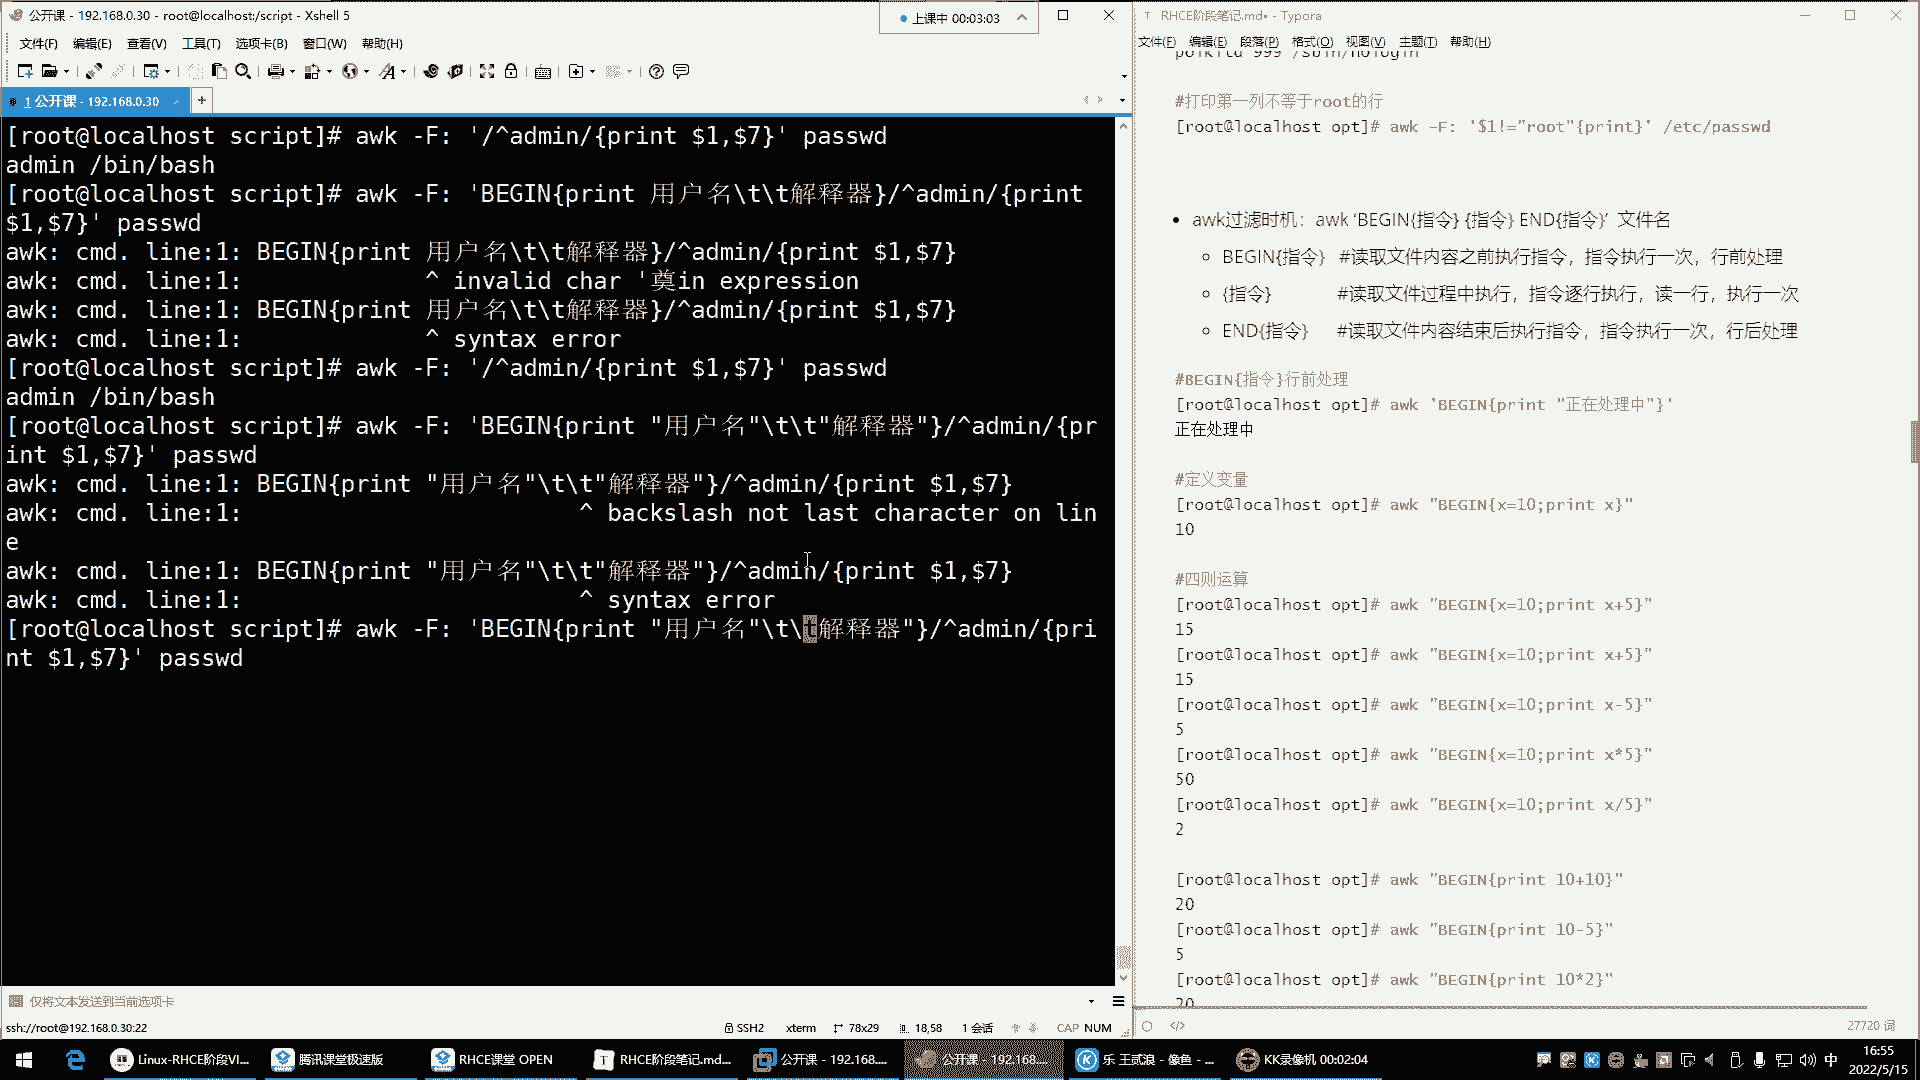 公开课 - 192.168.0.30 - root@localhost:/script - Xshell 5
上课中 00:03:03
文件(F) 编辑(E) 查看(V) 工具(T) 选项卡(B) 窗口(W) 帮助(H)
1 公开课 - 192.168.0.30
[root@localhost script]# awk -F: '/^admin/{print $1,$7}' passwd
admin /bin/bash
[root@localhost script]# awk -F: 'BEGIN{print 用户名\t\t解释器}/^admin/{print
$1,$7}' passwd
awk: cmd. line:1: BEGIN{print 用户名\t\t解释器}/^admin/{print $1,$7}
awk: cmd. line:1:             ^ invalid char '奠in expression
awk: cmd. line:1: BEGIN{print 用户名\t\t解释器}/^admin/{print $1,$7}
awk: cmd. line:1:             ^ syntax error
[root@localhost script]# awk -F: '/^admin/{print $1,$7}' passwd
admin /bin/bash
[root@localhost script]# awk -F: 'BEGIN{print "用户名"\t\t"解释器"}/^admin/{pr
int $1,$7}' passwd
awk: cmd. line:1: BEGIN{print "用户名"\t\t"解释器"}/^admin/{print $1,$7}
awk: cmd. line:1:                        ^ backslash not last character on lin
e
awk: cmd. line:1: BEGIN{print "用户名"\t\t"解释器"}/^admin/{print $1,$7}
awk: cmd. line:1:                        ^ syntax error
[root@localhost script]# awk -F: 'BEGIN{print "用户名"\t\t解释器"}/^admin/{pri
nt $1,$7}' passwd
仅将文本发送到当前选项卡
ssh://root@192.168.0.30:22
SSH2 xterm 78x29 18,58 1 会话 CAP NUM
RHCE阶段笔记.md• - Typora
文件(F) 编辑(E) 段落(P) 格式(O) 视图(V) 主题(T) 帮助(H)
polkitd 999 /sbin/nologin
#打印第一列不等于root的行
[root@localhost opt]# awk -F: '$1!="root"{print}' /etc/passwd
• awk过滤时机：awk ‘BEGIN{指令} {指令} END{指令}’ 文件名
BEGIN{指令} #读取文件内容之前执行指令，指令执行一次，行前处理
{指令} #读取文件过程中执行，指令逐行执行，读一行，执行一次
END{指令} #读取文件内容结束后执行指令，指令执行一次，行后处理
#BEGIN{指令}行前处理
[root@localhost opt]# awk 'BEGIN{print "正在处理中"}'
正在处理中
#定义变量
[root@localhost opt]# awk "BEGIN{x=10;print x}"
10
#四则运算
[root@localhost opt]# awk "BEGIN{x=10;print x+5}"
15
[root@localhost opt]# awk "BEGIN{x=10;print x+5}"
15
[root@localhost opt]# awk "BEGIN{x=10;print x-5}"
5
[root@localhost opt]# awk "BEGIN{x=10;print x*5}"
50
[root@localhost opt]# awk "BEGIN{x=10;print x/5}"
2
[root@localhost opt]# awk "BEGIN{print 10+10}"
20
[root@localhost opt]# awk "BEGIN{print 10-5}"
5
[root@localhost opt]# awk "BEGIN{print 10*2}"
20
27720 词
Linux-RHCE阶段VI... 腾讯课堂极速版 RHCE课堂 OPEN RHCE阶段笔记.md... 公开课 - 192.168.... 公开课 - 192.168.... 乐 王贰浪 - 像鱼 - ... KK录像机 00:02:04
中
16:55
2022/5/15